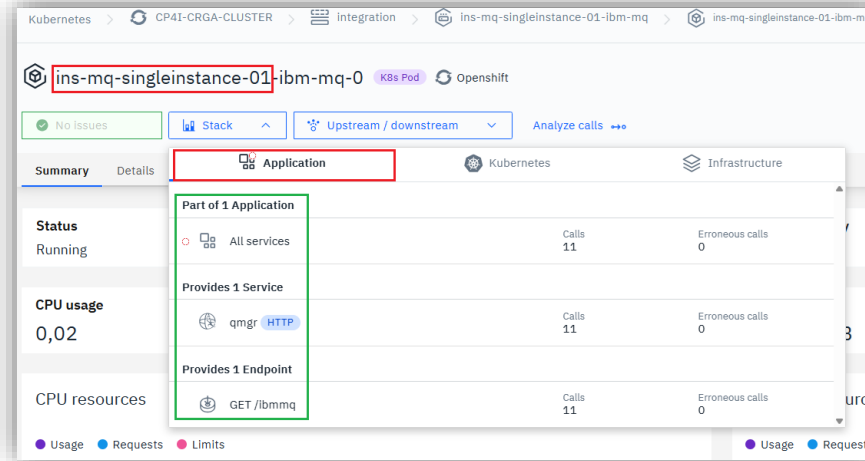 Kubernetes > CP4I-CRGA-CLUSTER > integration > ins-mq-singleinstance-01-ibm-mq > ins-mq-singleinstance-01-ibm-m
ins-mq-singleinstance-01-ibm-mq-0 K8s Pod Openshift
No issues Stack Upstream / downstream Analyze calls
Summary Details Application Kubernetes Infrastructure
Part of 1 Application
Status
Running
All services Calls 11 Erroneous calls 0
Provides 1 Service
CPU usage
0,02
qmgr HTTP Calls 11 Erroneous calls 0
Provides 1 Endpoint
CPU resources
GET /ibmmq Calls 11 Erroneous calls 0
Usage Requests Limits Usage Request